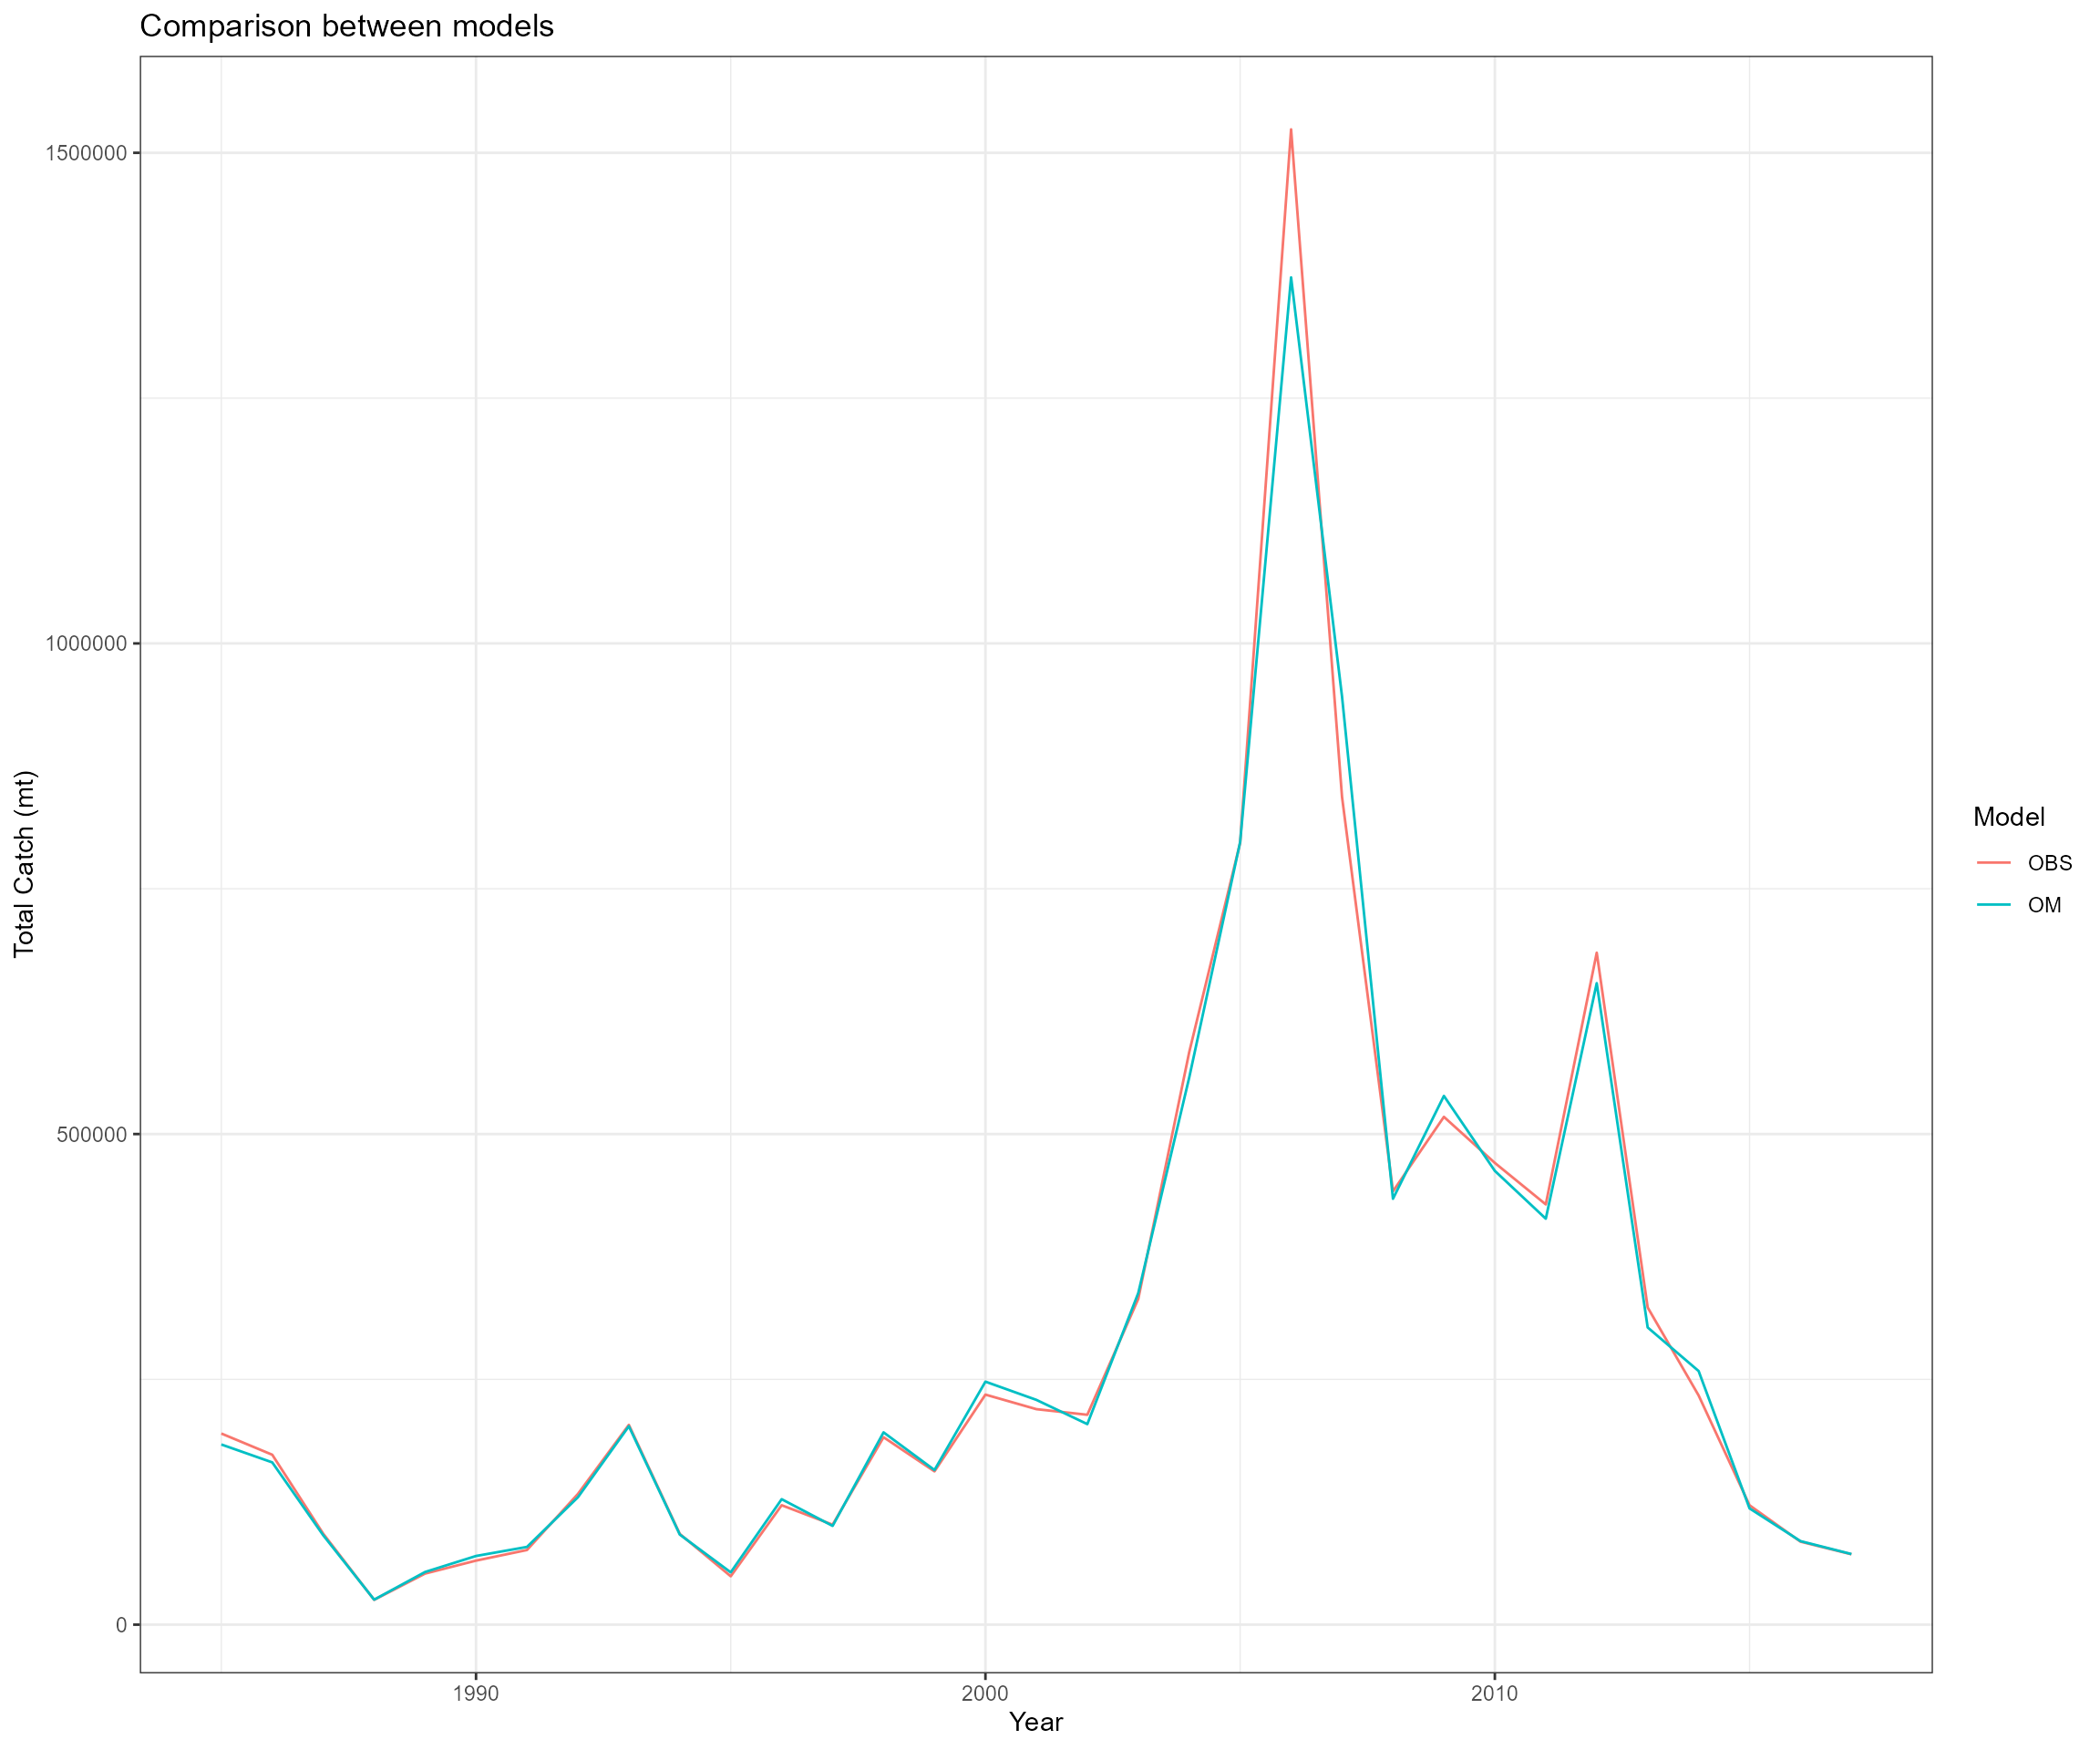 Comparison between models
Total Catch (mt)
1500000
1000000
500000
0
1990
2000
2010
Year
Model
OBS
OM